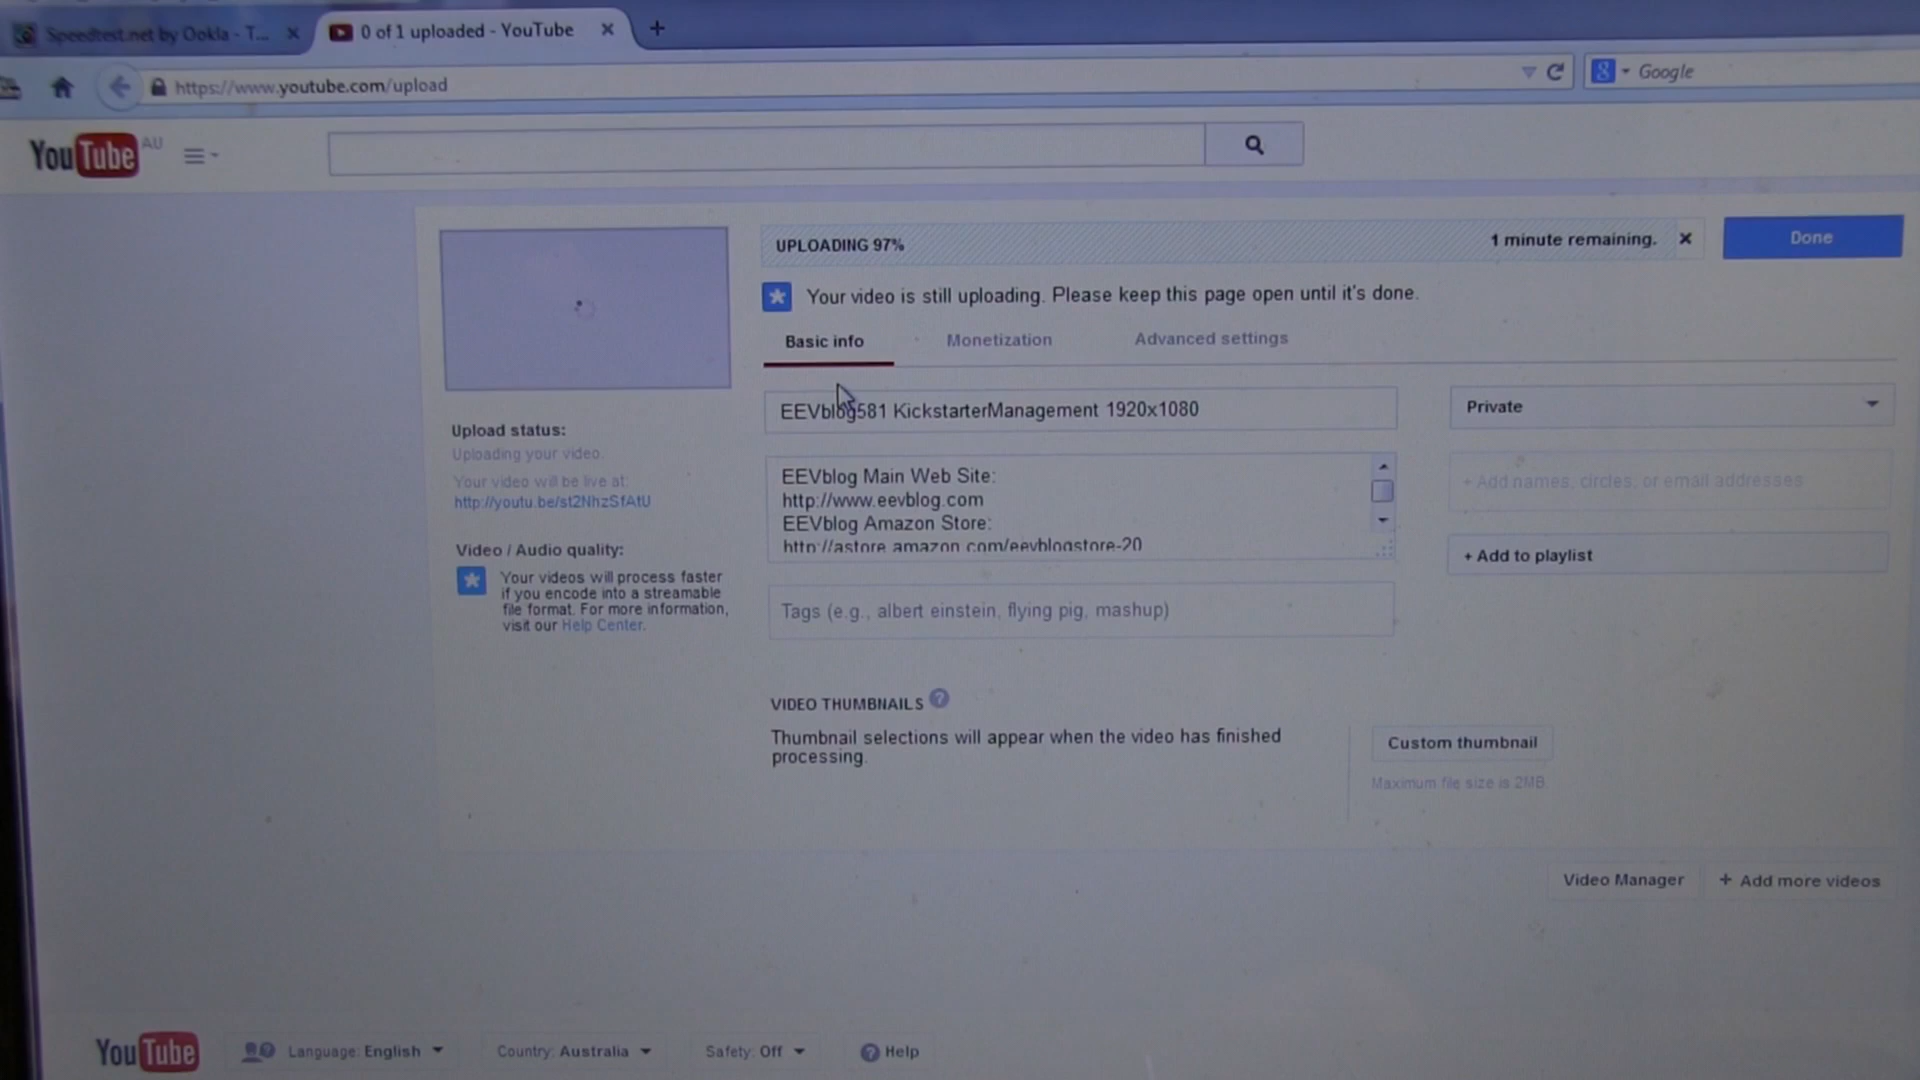 Speedtest.net by Ookla - T...
0 of 1 uploaded - YouTube
https://www.youtube.com/upload
Google
YouTube AU
UPLOADING 97%
1 minute remaining.
Done
Your video is still uploading. Please keep this page open until it's done.
Basic info
Monetization
Advanced settings
EEVblog581 KickstarterManagement 1920x1080
Private
Upload status:
Uploading your video.
Your video will be live at:
http://youtu.be/st2NhzSfAtU
EEVblog Main Web Site:
http://www.eevblog.com
EEVblog Amazon Store:
http://astore.amazon.com/eevblogstore-20
+ Add names, circles, or email addresses
+ Add to playlist
Video / Audio quality:
Your videos will process faster
if you encode into a streamable
file format. For more information,
visit our Help Center.
Tags (e.g., albert einstein, flying pig, mashup)
VIDEO THUMBNAILS ?
Thumbnail selections will appear when the video has finished
processing.
Custom thumbnail
Maximum file size is 2MB.
Video Manager
+ Add more videos
YouTube
Language: English
Country: Australia
Safety: Off
? Help